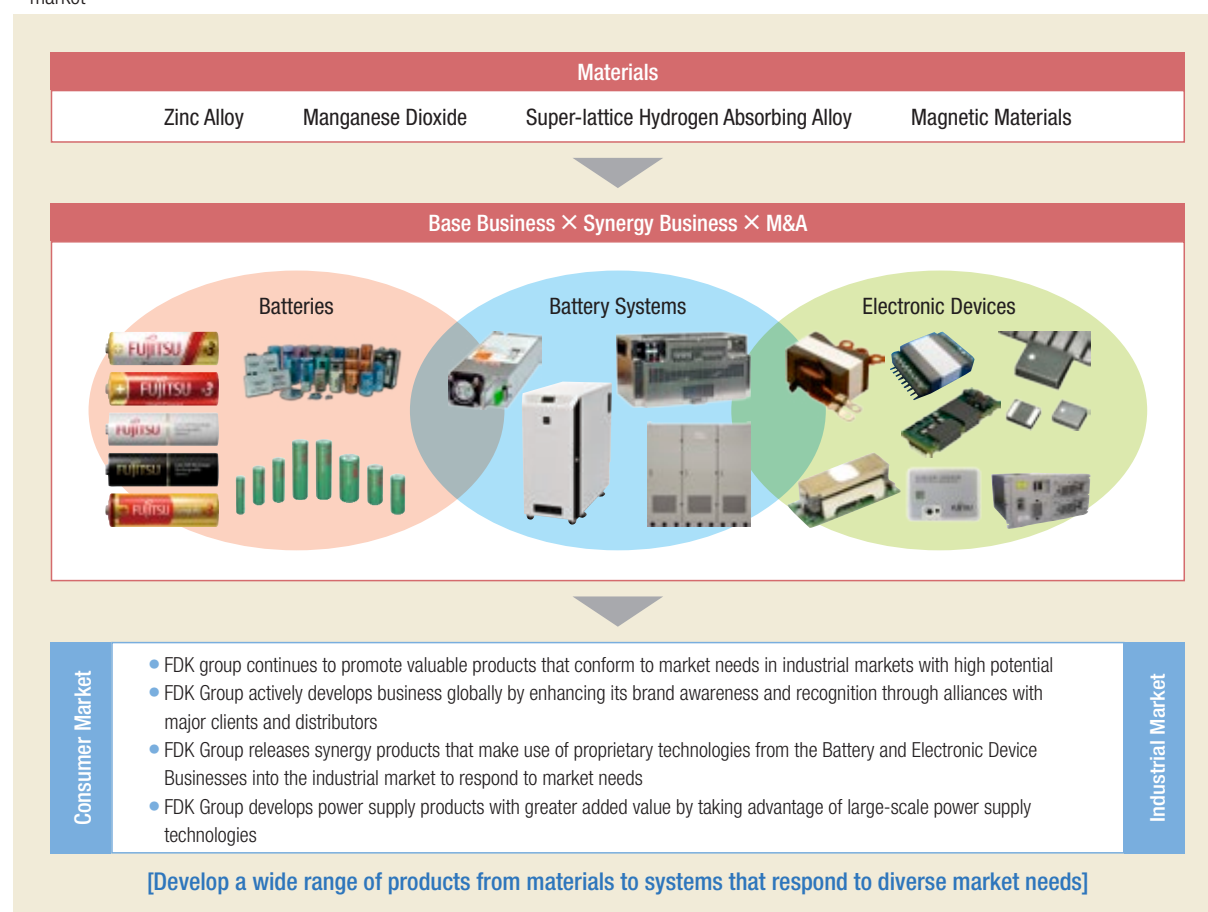 market
Materials
Zinc Alloy Manganese Dioxide Super-lattice Hydrogen Absorbing Alloy Magnetic Materials
Base Business × Synergy Business × M&A
Batteries Battery Systems Electronic Devices
FUJITSU
FUJITSU
FUJITSU
FUJITSU
FUJITSU
FUJITSU
Consumer Market
• FDK group continues to promote valuable products that conform to market needs in industrial markets with high potential
• FDK Group actively develops business globally by enhancing its brand awareness and recognition through alliances with
major clients and distributors
• FDK Group releases synergy products that make use of proprietary technologies from the Battery and Electronic Device
Businesses into the industrial market to respond to market needs
• FDK Group develops power supply products with greater added value by taking advantage of large-scale power supply
technologies
Industrial Market
[Develop a wide range of products from materials to systems that respond to diverse market needs]